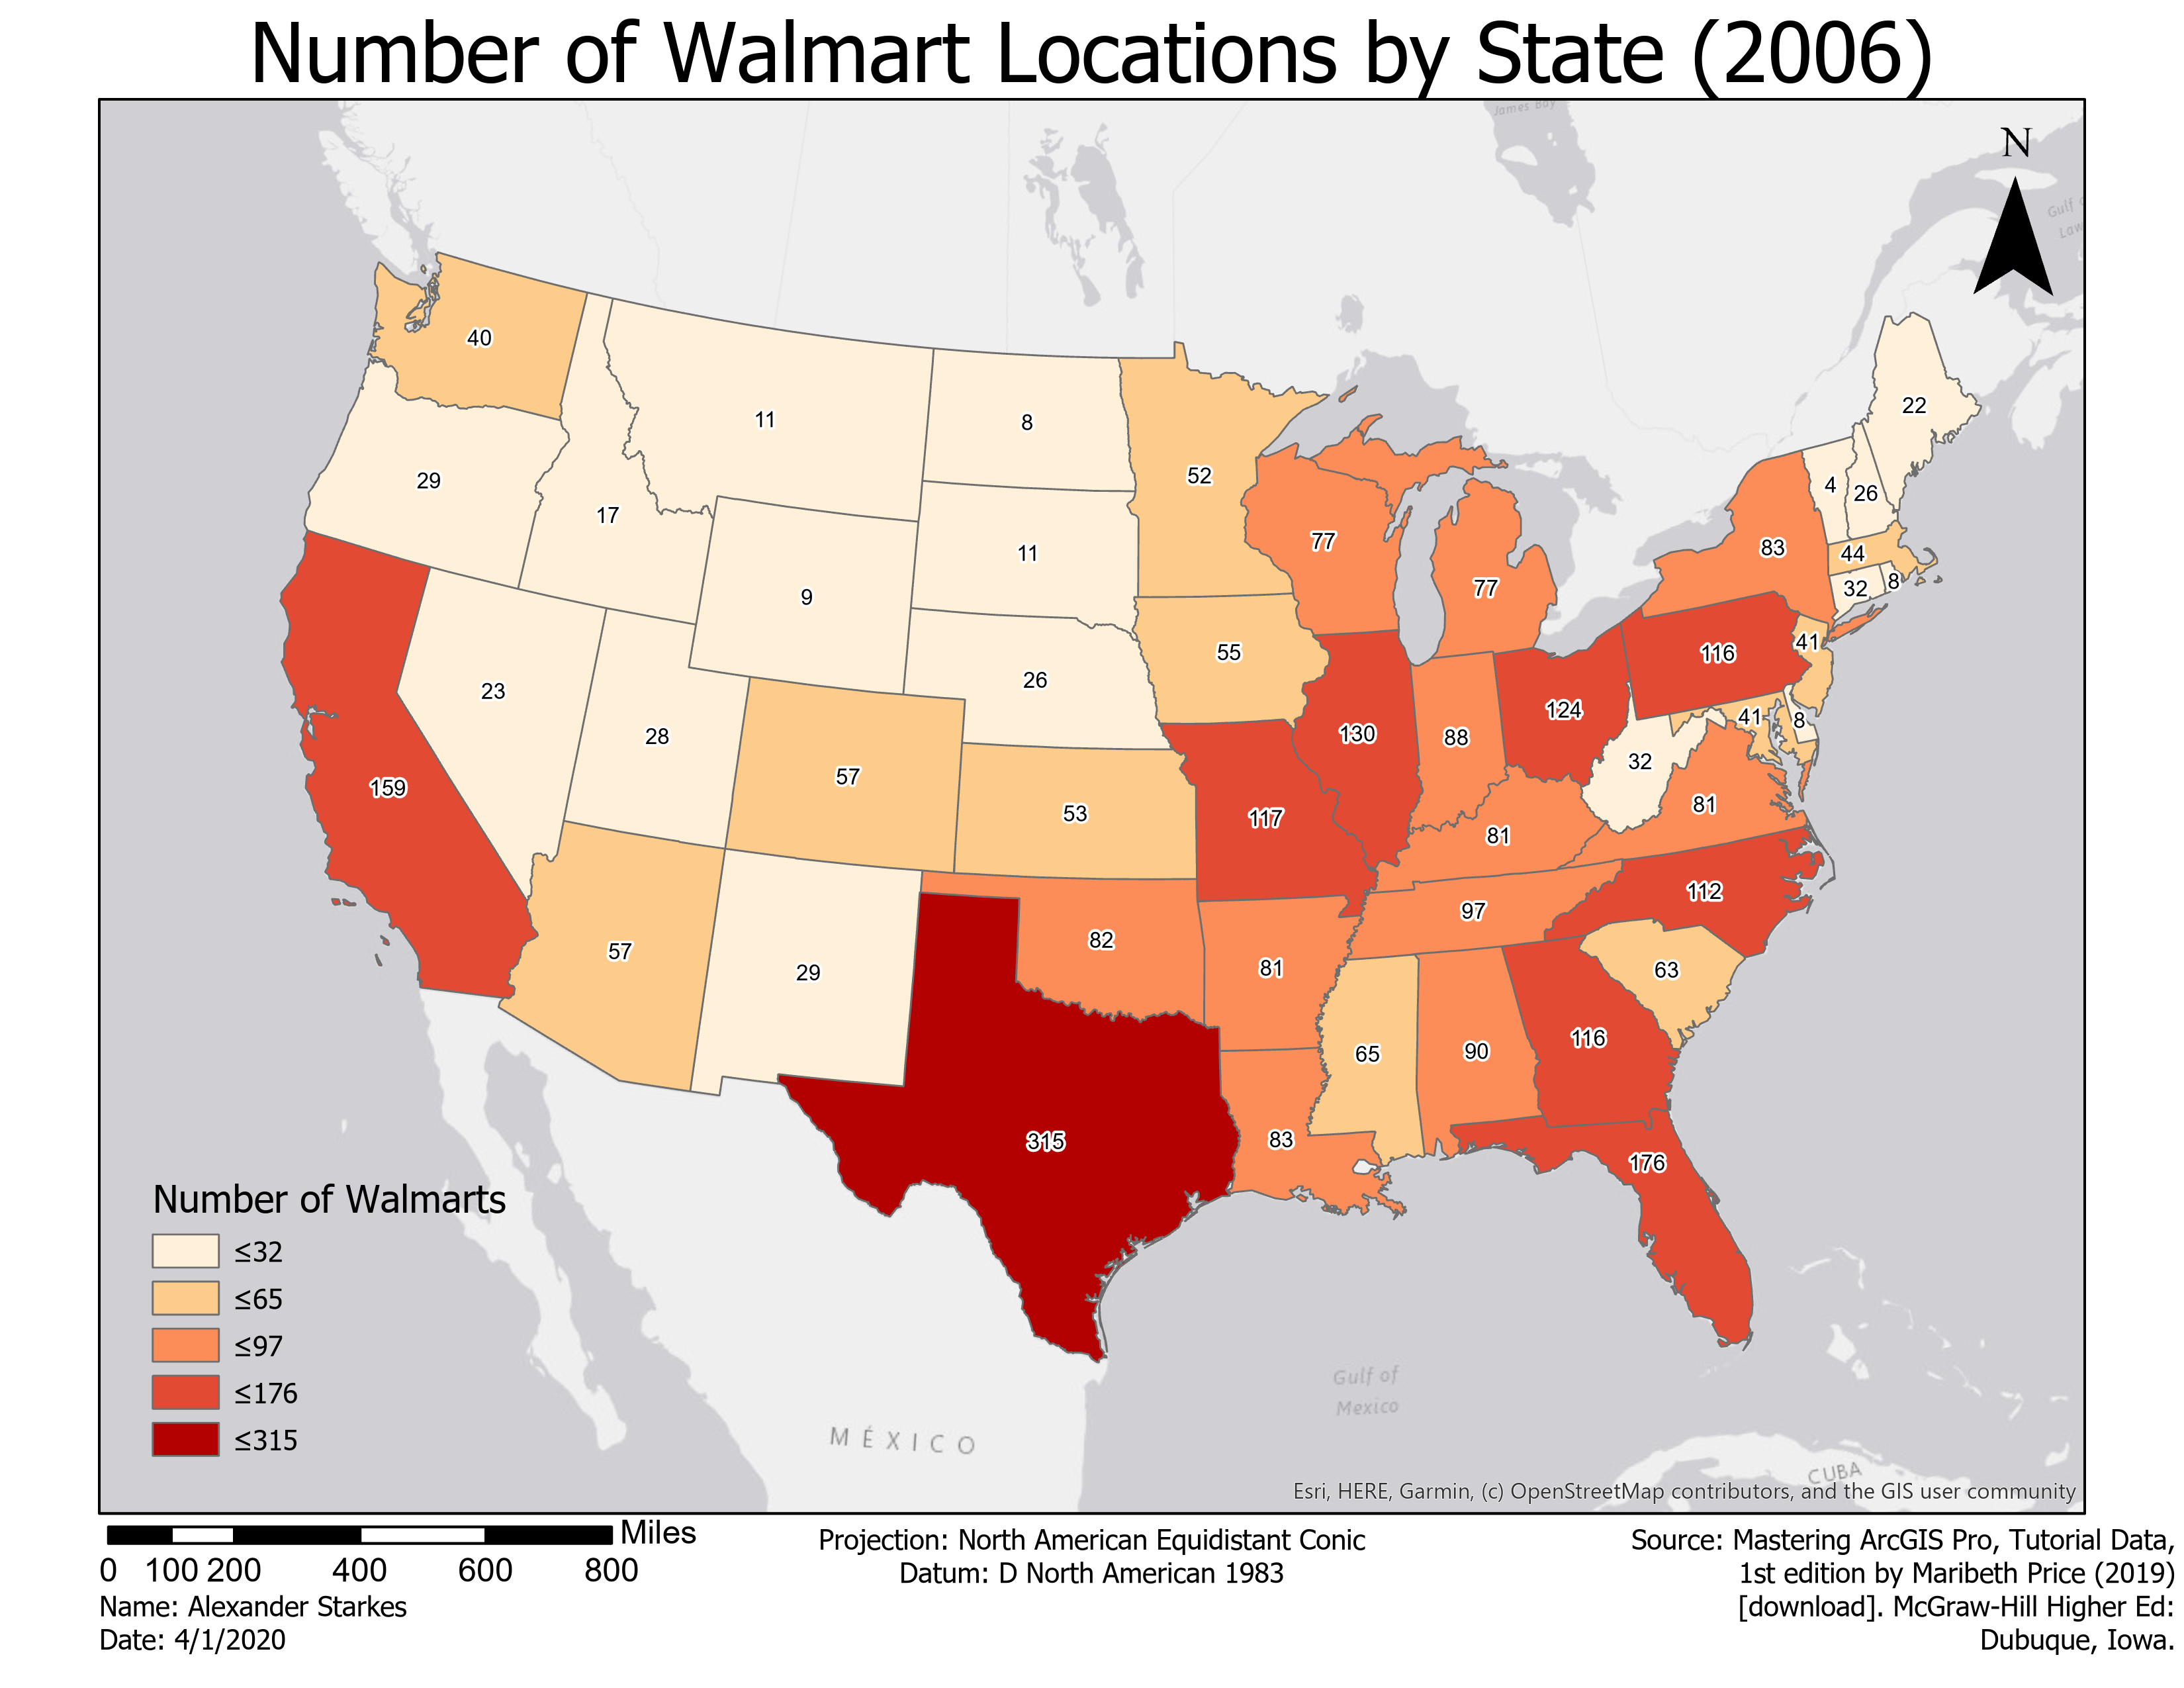 Number of Walmart Locations by State (2006)
James Bay
N
Gulf
Law
40
11
8
22
52
29
4
26
17
77
83
11
44
9
77
32
8
55
116
41
26
23
124
41
8
28
130
88
32
57
159
53
117
81
81
112
97
82
57
81
63
29
116
65
90
315
83
176
Number of Walmarts
≤32
≤65
≤97
≤176
≤315
Gulf of
Mexico
MÉXICO
CUBA
Esri, HERE, Garmin, (c) OpenStreetMap contributors, and the GIS user community
Miles
0 100 200 400 600 800
Name: Alexander Starkes
Date: 4/1/2020
Projection: North American Equidistant Conic
Datum: D North American 1983
Source: Mastering ArcGIS Pro, Tutorial Data,
1st edition by Maribeth Price (2019)
[download]. McGraw-Hill Higher Ed:
Dubuque, Iowa.